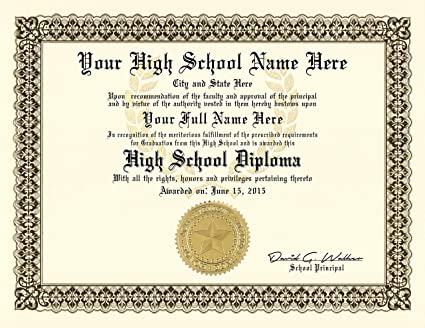 Your High School Name Here
City and State Here
Upon recommendation of the faculty and approval of the principal
and by virtue of the authority vested in them hereby bestows upon
Your Full Name Here
In recognition of the meritorious fulfillment of the prescribed requirements
for Graduation from this High School and is awarded this
High School Diploma
With all the rights, honors and privileges pertaining thereto
Awarded on: June 15, 2015
David G. Walker
School Principal